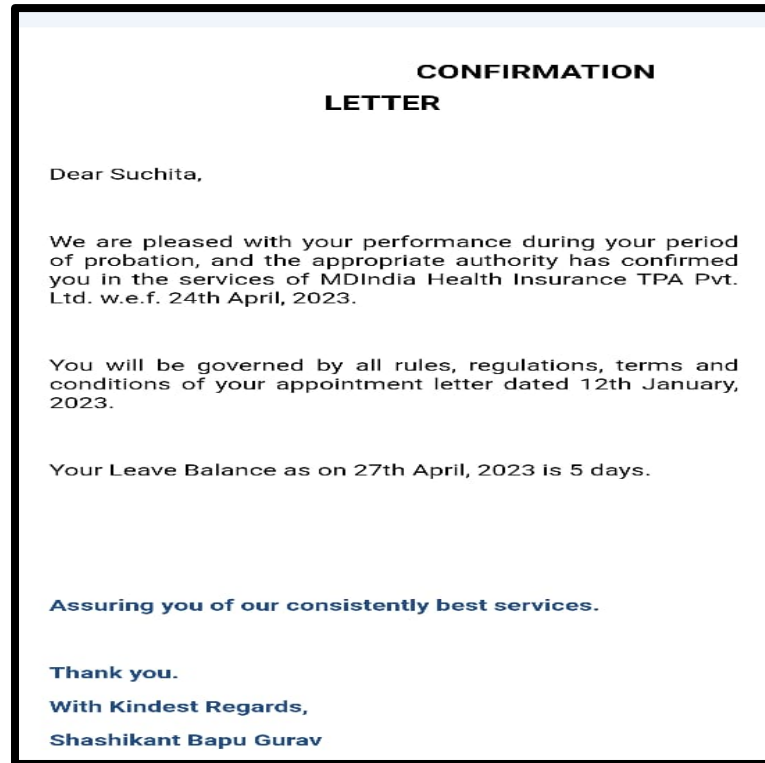 CONFIRMATION
LETTER
Dear Suchita,
We are pleased with your performance during your period
of probation, and the appropriate authority has confirmed
you in the services of MDIndia Health Insurance TPA Pvt.
Ltd. w.e.f. 24th April, 2023.
You will be governed by all rules, regulations, terms and
conditions of your appointment letter dated 12th January,
2023.
Your Leave Balance as on 27th April, 2023 is 5 days.
Assuring you of our consistently best services.
Thank you.
With Kindest Regards,
Shashikant Bapu Gurav